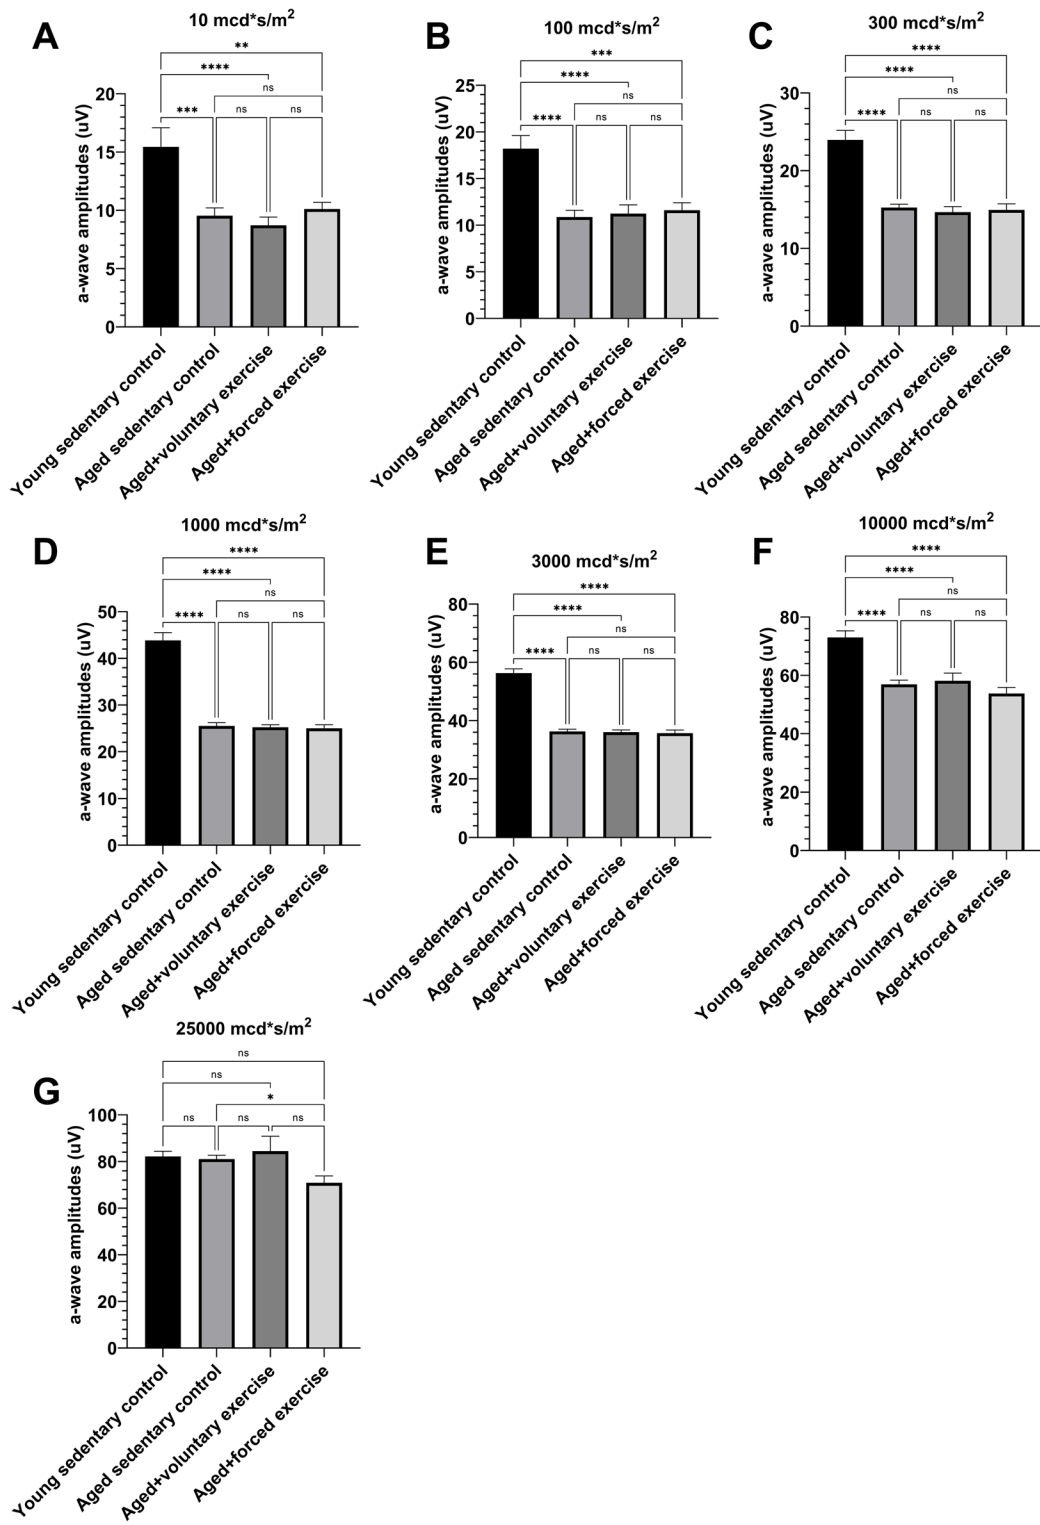 A
10 mcd*s/m²
**
****
ns
***
ns
ns
a-wave amplitudes (uV)
20
15
10
5
0
Young sedentary control
Aged sedentary control
Aged+voluntary exercise
Aged+forced exercise
B
100 mcd*s/m²
***
****
ns
****
ns
ns
a-wave amplitudes (uV)
25
20
15
10
5
0
Young sedentary control
Aged sedentary control
Aged+voluntary exercise
Aged+forced exercise
C
300 mcd*s/m²
****
****
ns
****
ns
ns
a-wave amplitudes (uV)
30
20
10
0
Young sedentary control
Aged sedentary control
Aged+voluntary exercise
Aged+forced exercise
D
1000 mcd*s/m²
****
****
ns
****
ns
ns
a-wave amplitudes (uV)
50
40
30
20
10
0
Young sedentary control
Aged sedentary control
Aged+voluntary exercise
Aged+forced exercise
E
3000 mcd*s/m²
****
****
ns
****
ns
ns
a-wave amplitudes (uV)
80
60
40
20
0
Young sedentary control
Aged sedentary control
Aged+voluntary exercise
Aged+forced exercise
F
10000 mcd*s/m²
****
****
ns
****
ns
ns
a-wave amplitudes (uV)
80
60
40
20
0
Young sedentary control
Aged sedentary control
Aged+voluntary exercise
Aged+forced exercise
G
25000 mcd*s/m²
ns
ns
*
ns
ns
ns
a-wave amplitudes (uV)
100
80
60
40
20
0
Young sedentary control
Aged sedentary control
Aged+voluntary exercise
Aged+forced exercise